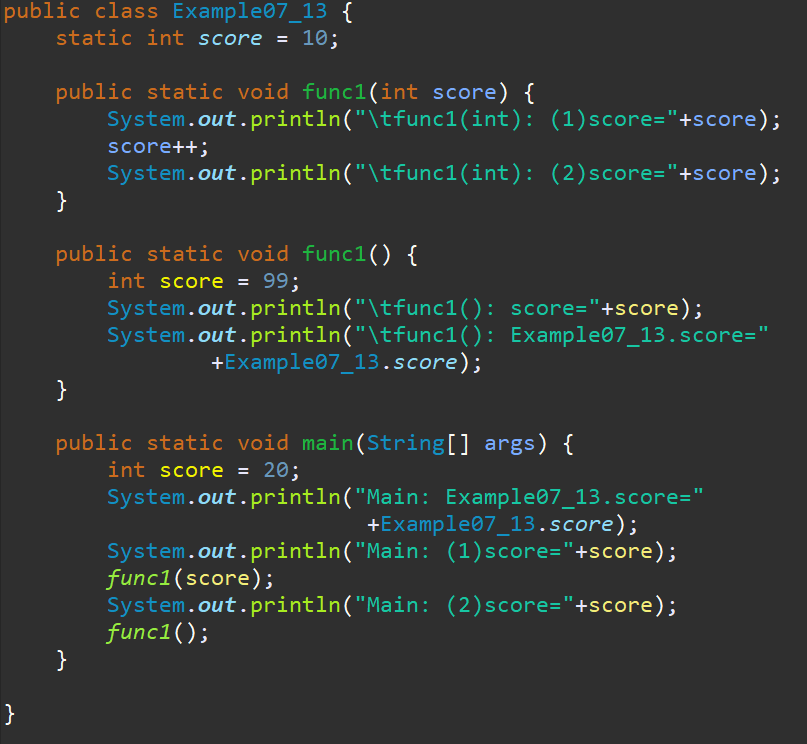 public class Example07_13 {
    static int score = 10;

    public static void func1(int score) {
        System.out.println("\tfunc1(int): (1)score="+score);
        score++;
        System.out.println("\tfunc1(int): (2)score="+score);
    }

    public static void func1() {
        int score = 99;
        System.out.println("\tfunc1(): score="+score);
        System.out.println("\tfunc1(): Example07_13.score="
                +Example07_13.score);
    }

    public static void main(String[] args) {
        int score = 20;
        System.out.println("Main: Example07_13.score="
                            +Example07_13.score);
        System.out.println("Main: (1)score="+score);
        func1(score);
        System.out.println("Main: (2)score="+score);
        func1();
    }

}